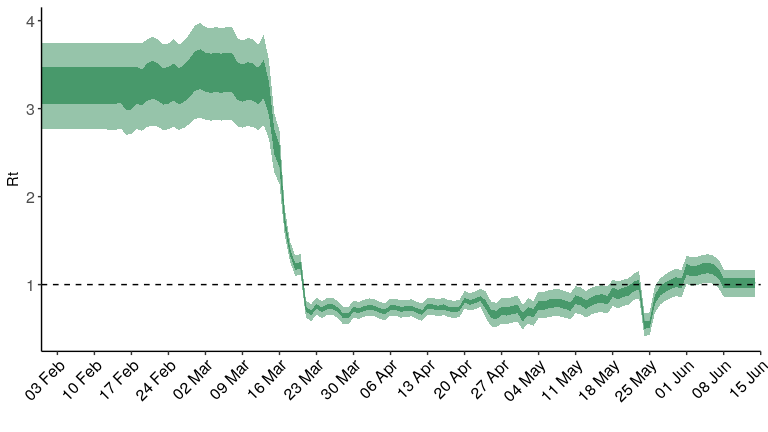 4
3
2
1
Rt
03 Feb
10 Feb
17 Feb
24 Feb
02 Mar
09 Mar
16 Mar
23 Mar
30 Mar
06 Apr
13 Apr
20 Apr
27 Apr
04 May
11 May
18 May
25 May
01 Jun
08 Jun
15 Jun